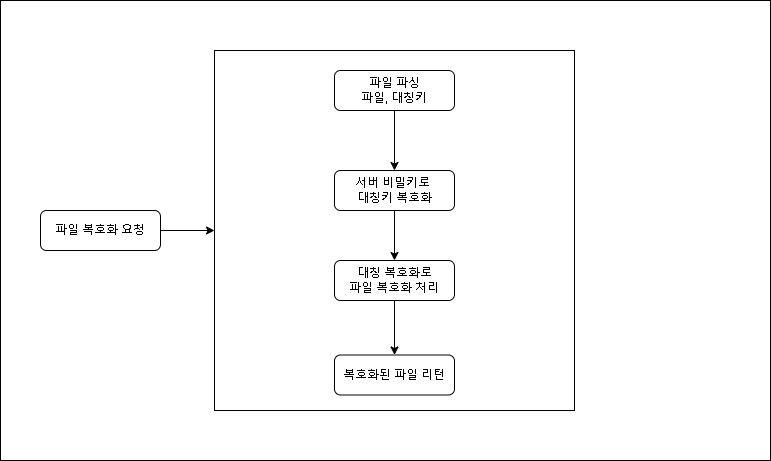 파일 파싱
파일, 대칭키
서버 비밀키로
대칭키 복호화
파일 복호화 요청
대칭 복호화로
파일 복호화 처리
복호화된 파일 리턴